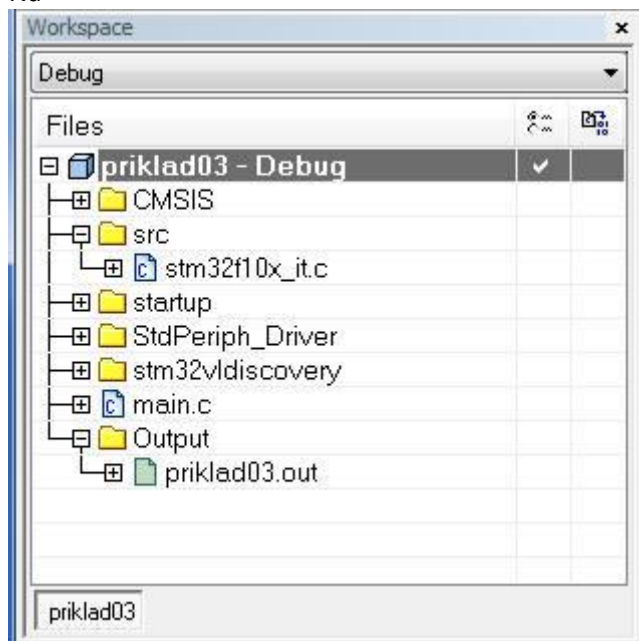 Workspace
Debug
Files
priklad03 - Debug
CMSIS
src
stm32f10x_it.c
startup
StdPeriph_Driver
stm32vldiscovery
main.c
Output
priklad03.out
priklad03